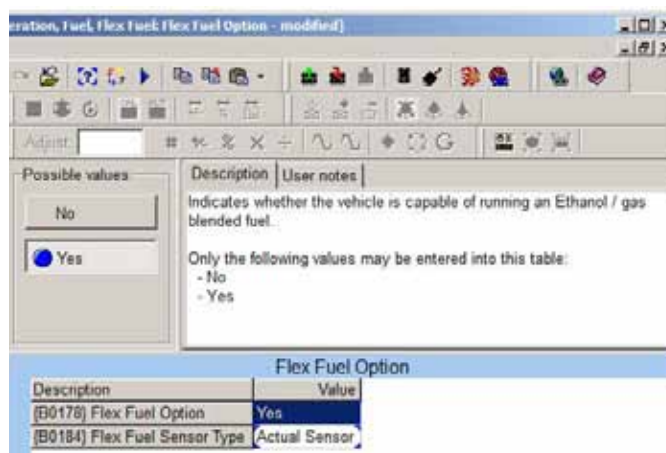 eration, Fuel, Flex Fuel: Flex Fuel Option - modified]
Adjust:
Possible values
No
Yes
Description
User notes
Indicates whether the vehicle is capable of running an Ethanol / gas
blended fuel.
Only the following values may be entered into this table:
- No
- Yes
Flex Fuel Option
Description Value
{B0178} Flex Fuel Option Yes
{B0184} Flex Fuel Sensor Type Actual Sensor